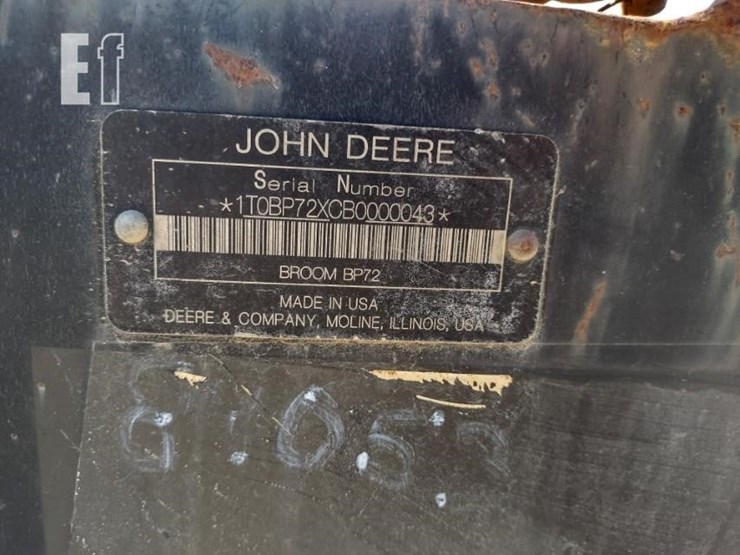 Ef
JOHN DEERE
Serial Number
*1T0BP72XCB0000043*
BROOM BP72
MADE IN USA
DEERE & COMPANY, MOLINE, ILLINOIS, USA